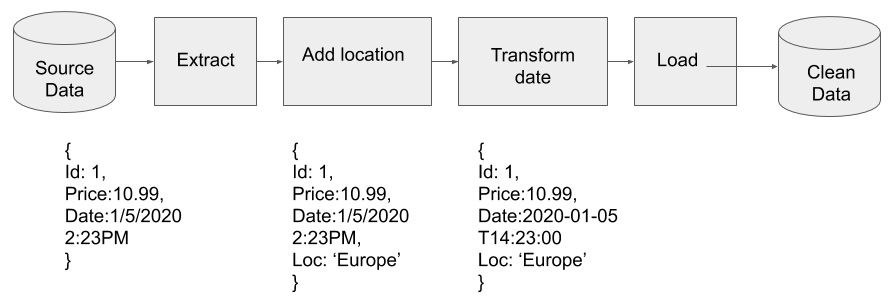 Source
Data
Extract
Add location
Transform
date
Load
Clean
Data
{
Id: 1,
Price:10.99,
Date:1/5/2020
2:23PM
}
{
Id: 1,
Price:10.99,
Date:1/5/2020
2:23PM,
Loc: ‘Europe’
}
{
Id: 1,
Price:10.99,
Date:2020-01-05
T14:23:00
Loc: ‘Europe’
}